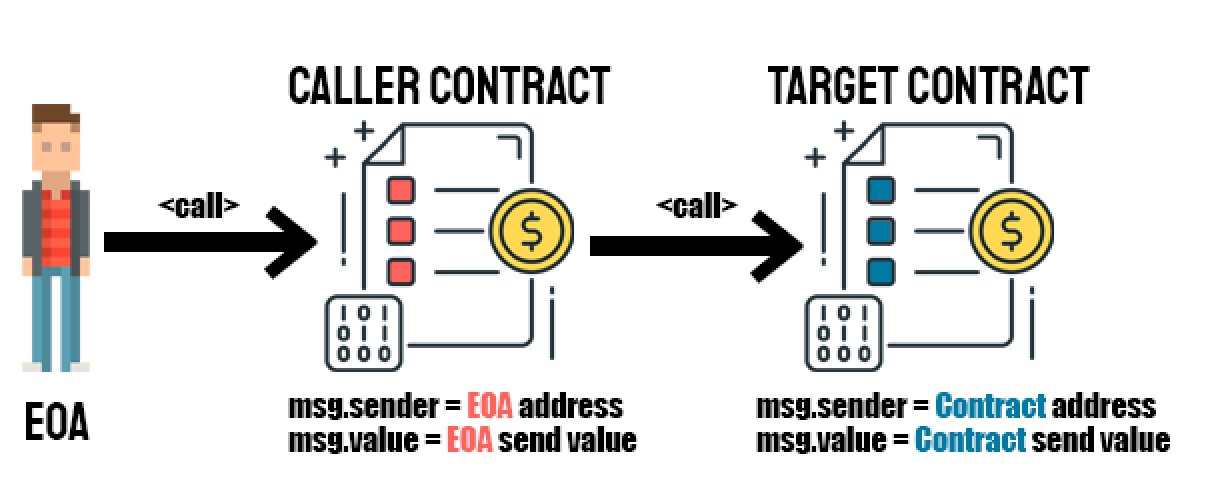 CALLER CONTRACT
TARGET CONTRACT
<call>
<call>
$
$
101
011
000
101
011
000
EOA
msg.sender = EOA address
msg.value = EOA send value
msg.sender = Contract address
msg.value = Contract send value